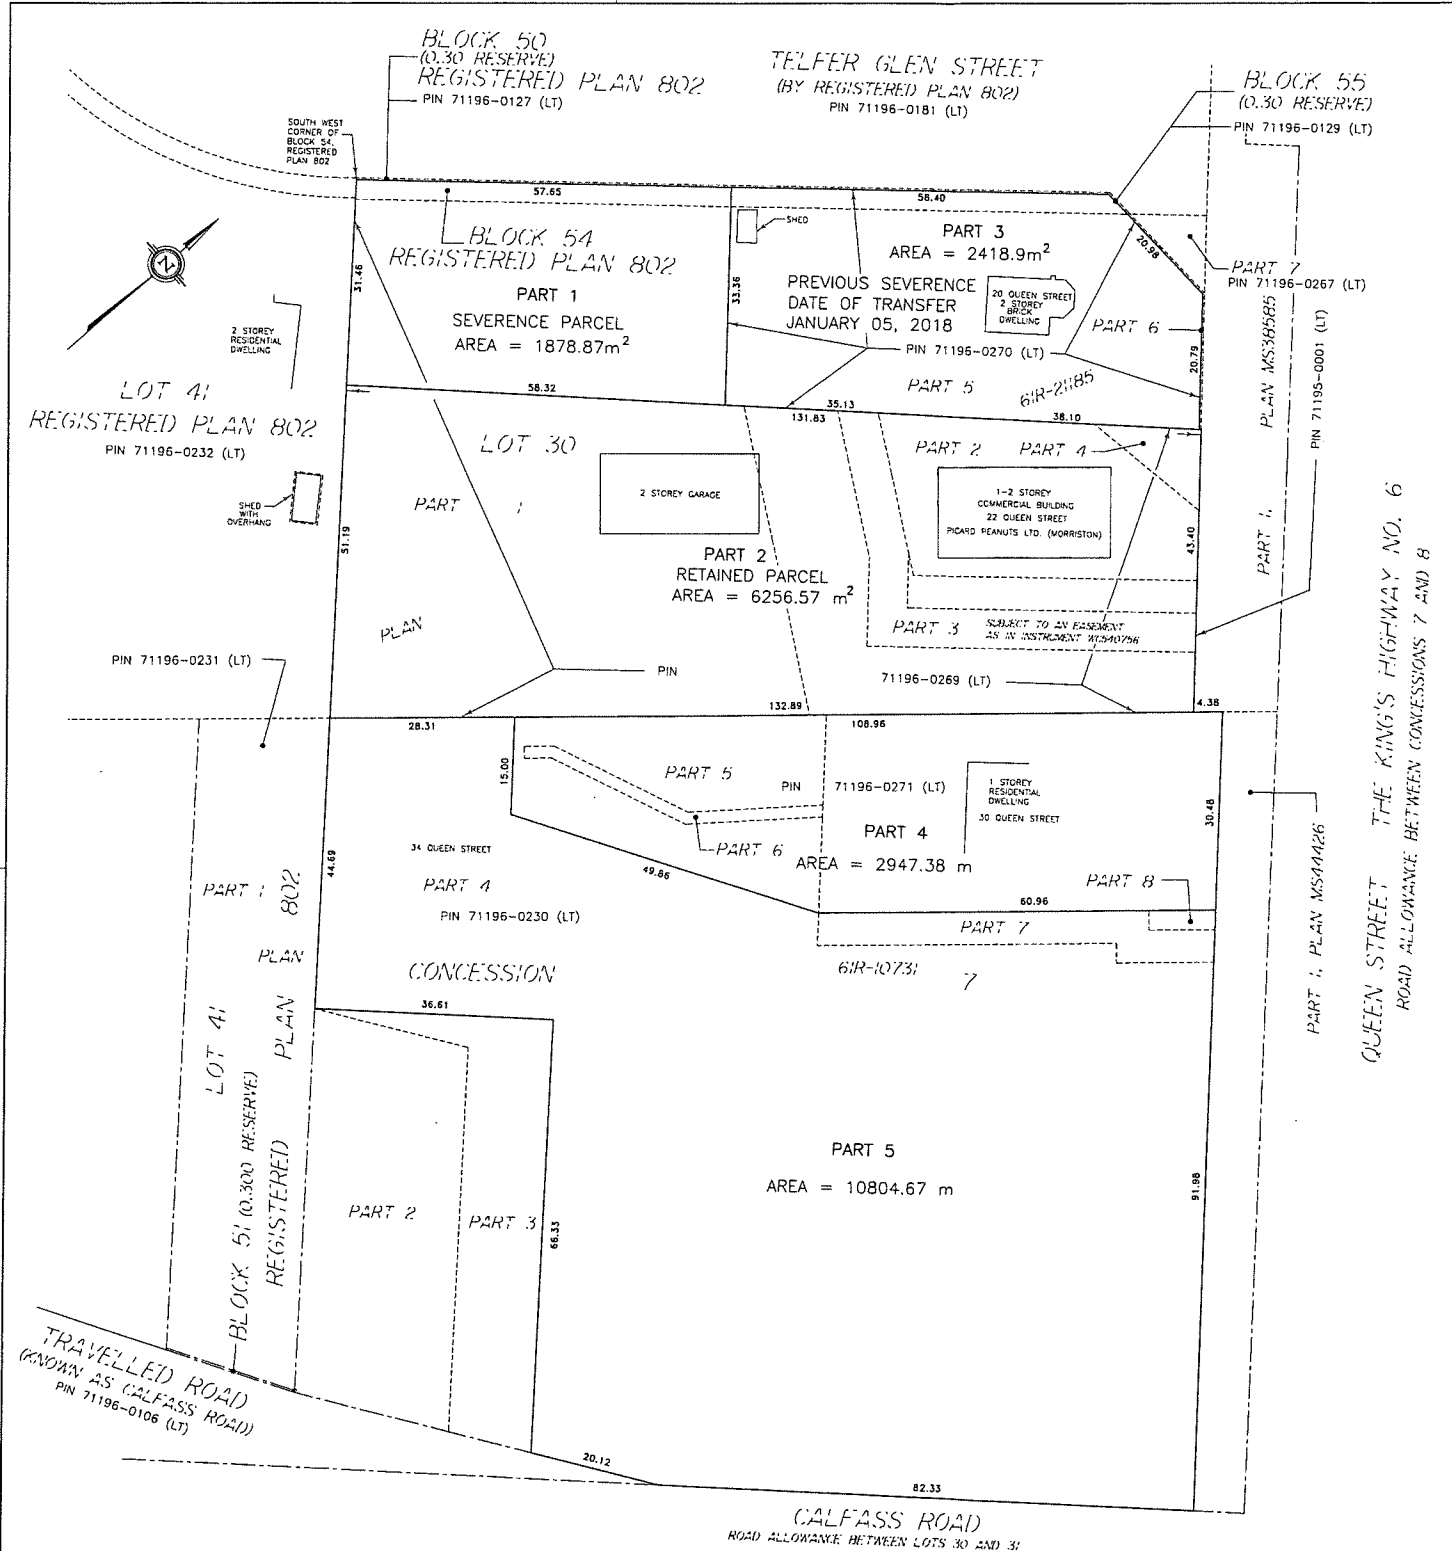 BLOCK 50
(0.30 RESERVE)
REGISTERED PLAN 802
PIN 71196-0127 (LT)
TELFER GLEN STREET
(BY REGISTERED PLAN 802)
PIN 71196-0181 (LT)
BLOCK 55
(0.30 RESERVE)
PIN 71196-0129 (LT)
SOUTH WEST
CORNER OF
BLOCK 54,
REGISTERED
PLAN 802
57.65
58.40
SHED
BLOCK 54
REGISTERED PLAN 802
PART 1
SEVERENCE PARCEL
AREA = 1878.87m²
31.46
33.36
PART 3
AREA = 2418.9m²
PREVIOUS SEVERENCE
DATE OF TRANSFER
JANUARY 05, 2018
20 QUEEN STREET
2 STOREY
BRICK
DWELLING
20.98
PART 7
PIN 71196-0267 (LT)
PART 6
PIN 71196-0270 (LT)
20.79
PART 5
61R-21185
N
2 STOREY
RESIDENTIAL
DWELLING
LOT 41
REGISTERED PLAN 802
PIN 71196-0232 (LT)
SHED
WITH
OVERHANG
58.32
35.13
131.83
38.10
LOT 30
PART 1
2 STOREY GARAGE
PART 2
PART 4
1-2 STOREY
COMMERCIAL BUILDING
22 QUEEN STREET
PICARD PEANUTS LTD. (MORRISTON)
51.19
43.40
PART 2
RETAINED PARCEL
AREA = 6256.57 m²
PLAN
PART 3
SUBJECT TO AN EASEMENT
AS IN INSTRUMENT WC540756
PIN 71196-0231 (LT)
PIN
71196-0269 (LT)
PLAN MS38585
PART 1,
PIN 71195-0001 (LT)
132.89
4.38
28.31
108.96
15.00
PART 5
PIN
71196-0271 (LT)
1 STOREY
RESIDENTIAL
DWELLING
30 QUEEN STREET
30.48
PART 4
AREA = 2947.38 m
PART 6
34 QUEEN STREET
49.86
44.69
PART 4
PIN 71196-0230 (LT)
60.96
PART 8
PART 7
61R-10731
CONCESSION
7
PART 1
802
PLAN
PLAN
REGISTERED
LOT 41
BLOCK 51 (0.300 RESERVE)
36.61
PART 2
PART 3
66.33
PART 5
AREA = 10804.67 m
91.98
PART 1, PLAN MS44426
QUEEN STREET THE KING'S HIGHWAY NO. 6
ROAD ALLOWANCE BETWEEN CONCESSIONS 7 AND 8
TRAVELLED ROAD
(KNOWN AS CALFASS ROAD)
PIN 71196-0106 (LT)
20.12
82.33
CALFASS ROAD
ROAD ALLOWANCE BETWEEN LOTS 30 AND 31